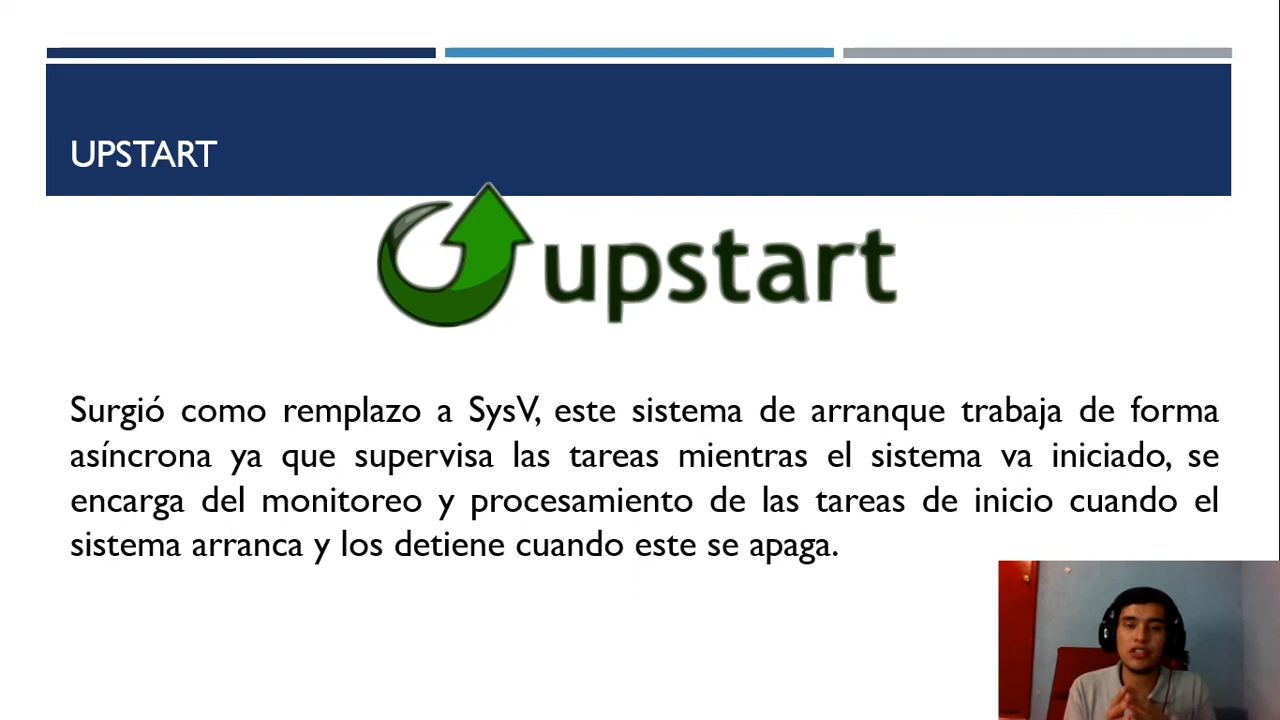 UPSTART
upstart
Surgió como remplazo a SysV, este sistema de arranque trabaja de forma
asíncrona ya que supervisa las tareas mientras el sistema va iniciado, se
encarga del monitoreo y procesamiento de las tareas de inicio cuando el
sistema arranca y los detiene cuando este se apaga.